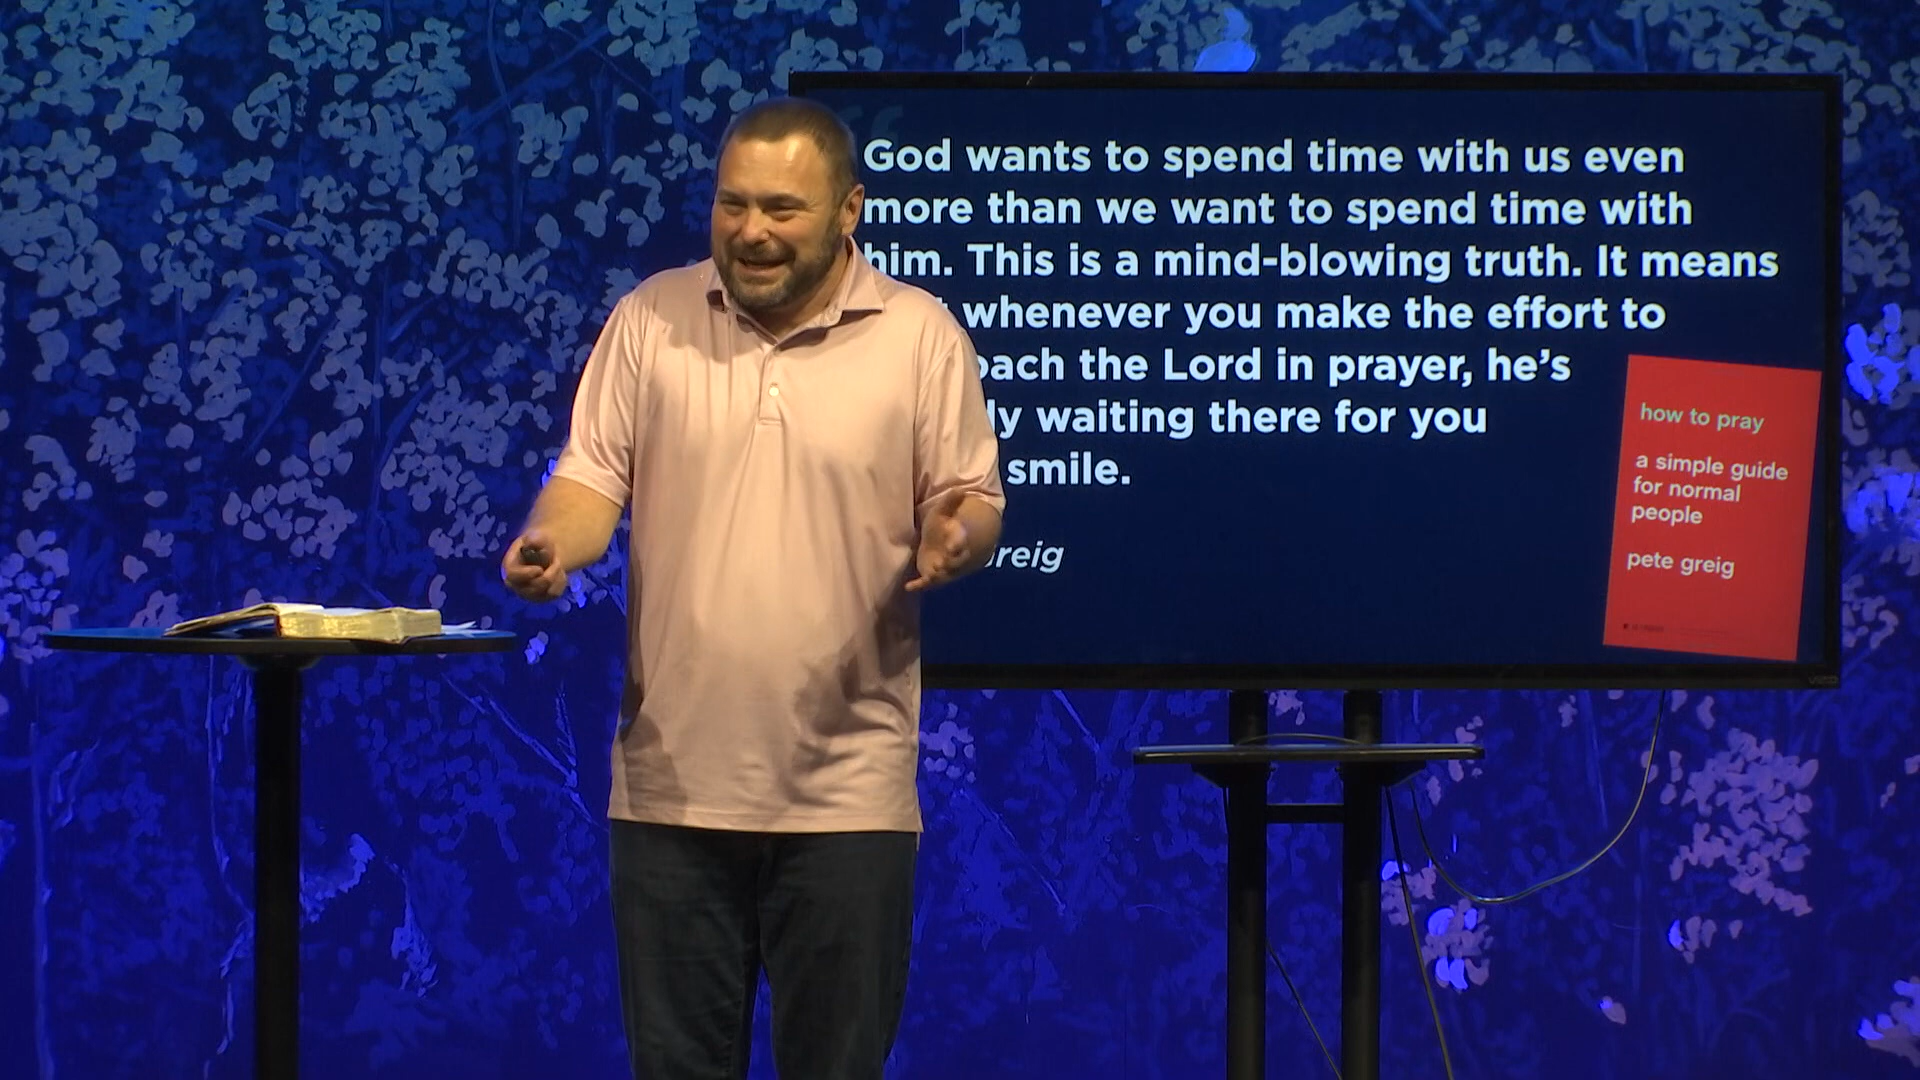 God wants to spend time with us even
more than we want to spend time with
him. This is a mind-blowing truth. It means
whenever you make the effort to
the Lord in prayer, he's
waiting there for you
smile.
how to pray
a simple guide
for normal
people
pete greig
VIZIO